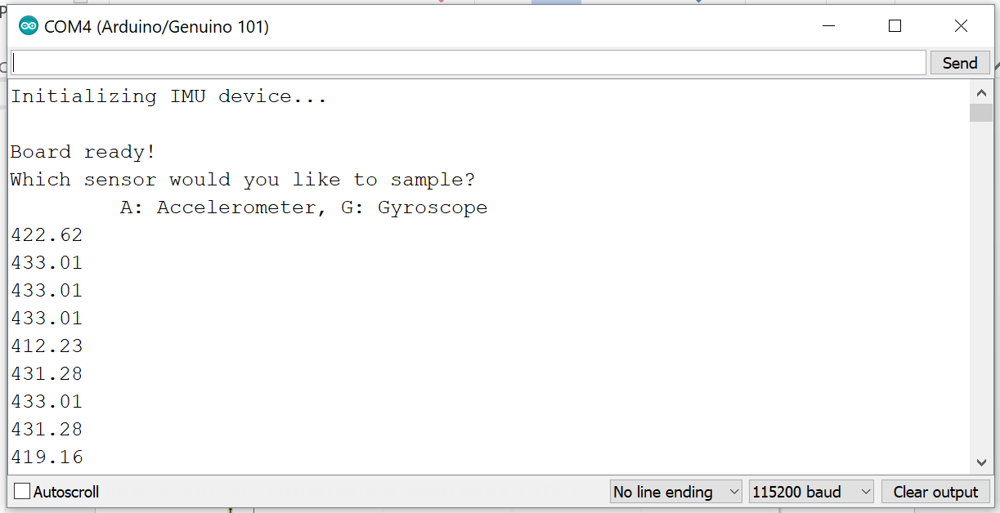 COM4 (Arduino/Genuino 101)
Send
Initializing IMU device...
Board ready!
Which sensor would you like to sample?
A: Accelerometer, G: Gyroscope
422.62
433.01
433.01
433.01
412.23
431.28
433.01
431.28
419.16
Autoscroll
No line ending
115200 baud
Clear output